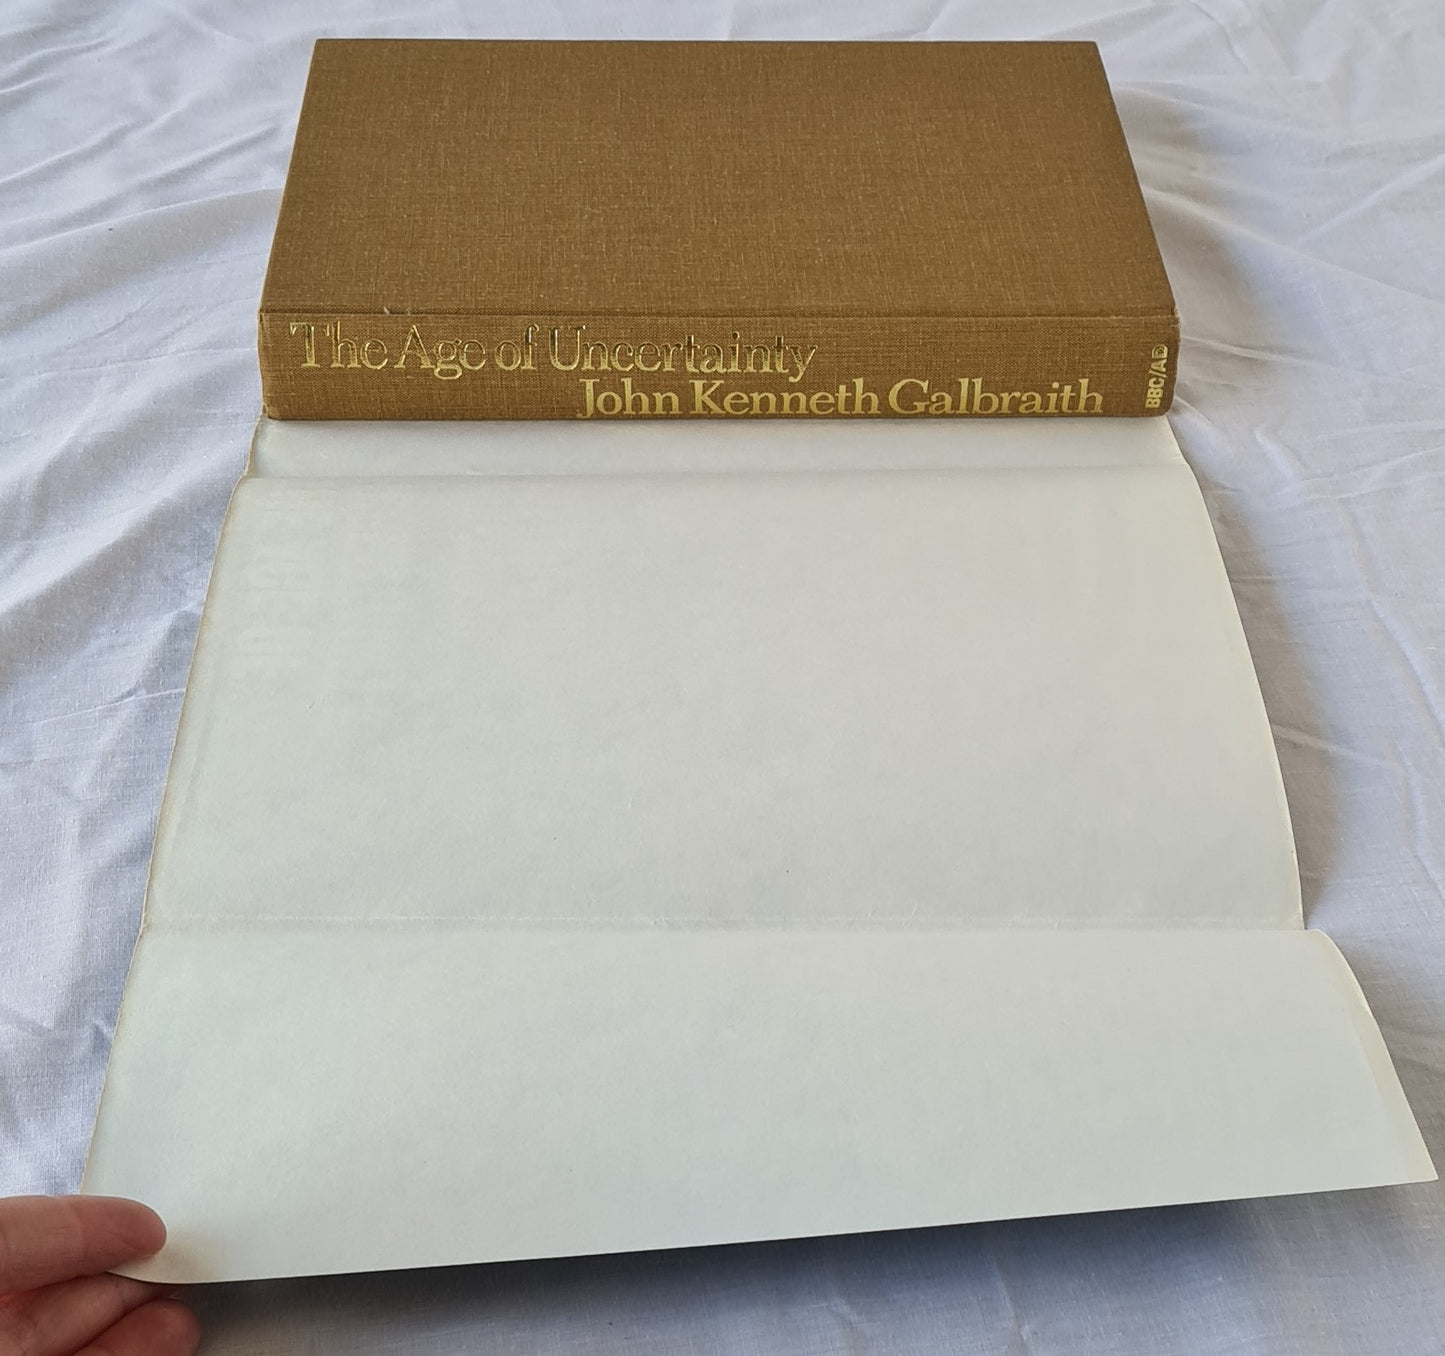 The Age of Uncertainty
John Kenneth Galbraith
BBC/AD